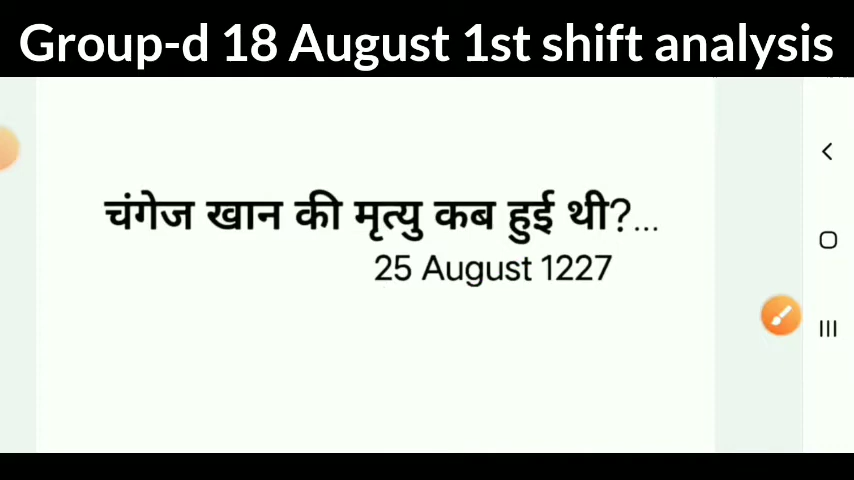 Group-d 18 August 1st shift analysis
चंगेज खान की मृत्यु कब हुई थी?...
25 August 1227